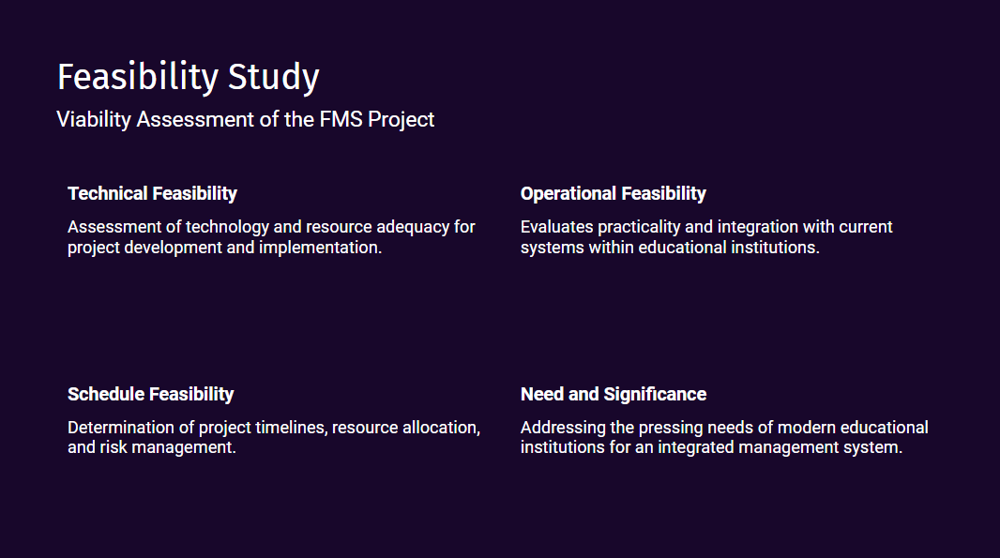 Feasibility Study
Viability Assessment of the FMS Project
Technical Feasibility
Assessment of technology and resource adequacy for
project development and implementation.
Operational Feasibility
Evaluates practicality and integration with current
systems within educational institutions.
Schedule Feasibility
Determination of project timelines, resource allocation,
and risk management.
Need and Significance
Addressing the pressing needs of modern educational
institutions for an integrated management system.